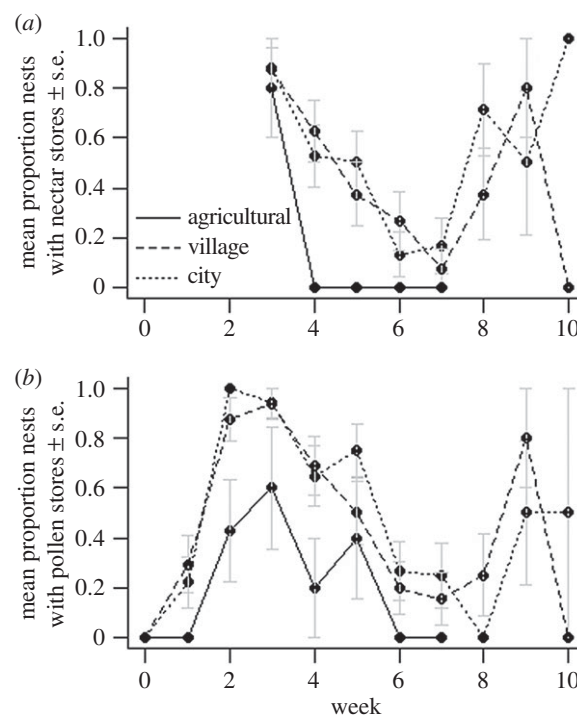 (a)
1.0
0.8
0.6
0.4
0.2
0
mean proportion nests
with nectar stores ± s.e.
agricultural
village
city
0 2 4 6 8 10
(b)
1.0
0.8
0.6
0.4
0.2
0
mean proportion nests
with pollen stores ± s.e.
0 2 4 6 8 10
week